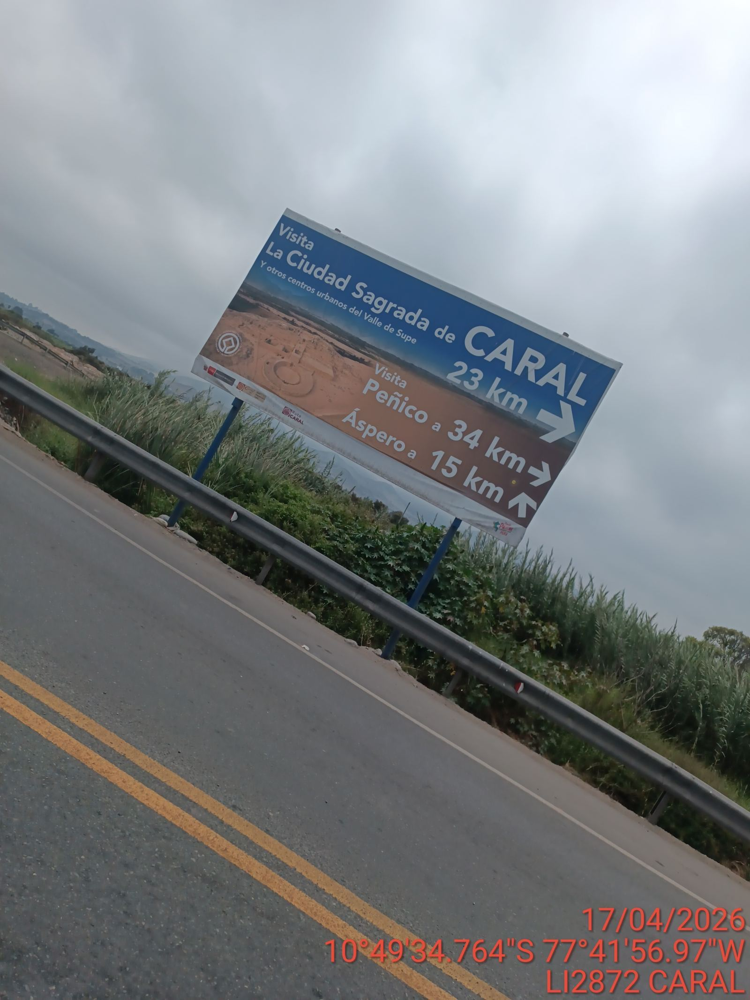 Visita
La Ciudad Sagrada de CARAL
Y otros centros urbanos del Valle de Supe
23 km
Visita
Peñico a 34 km
Áspero a 15 km
Ruta
CARAL
PERÚ
17/04/2026
10°49'34.764"S 77°41'56.97"W
LI2872 CARAL